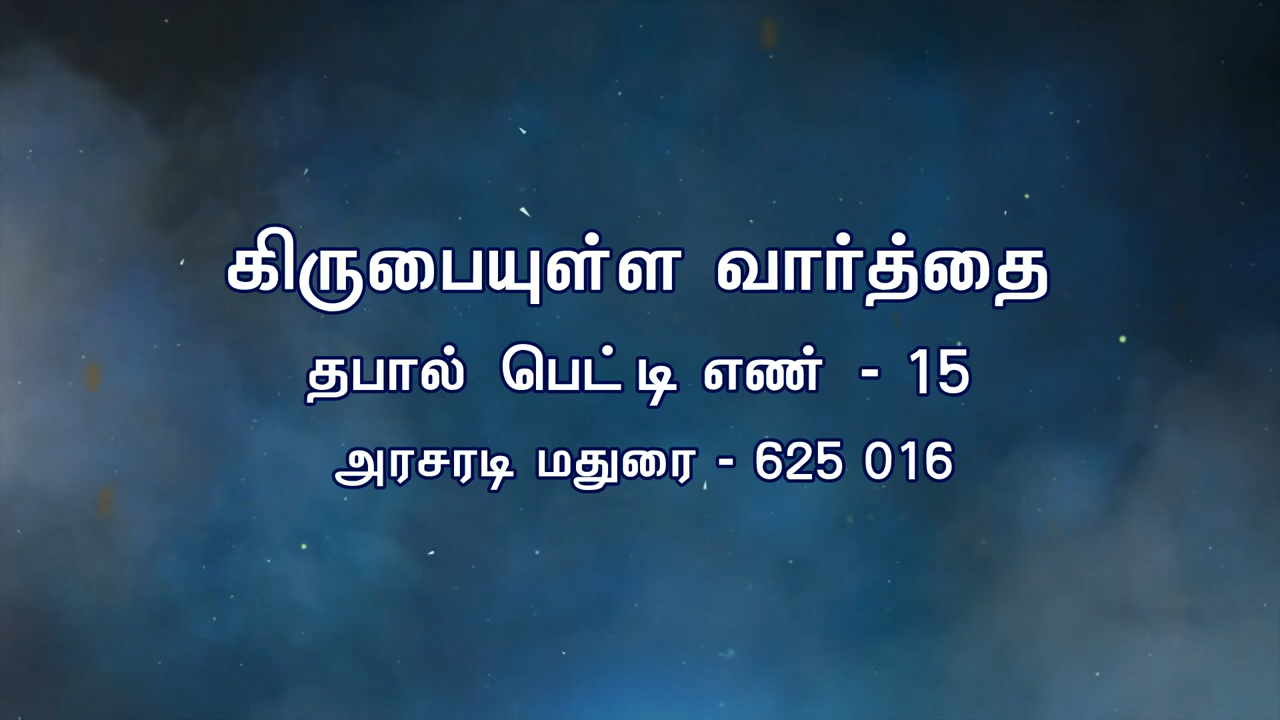 கிருபையுள்ள வார்த்தை
தபால் பெட்டி எண் - 15
அரசரடி மதுரை - 625 016